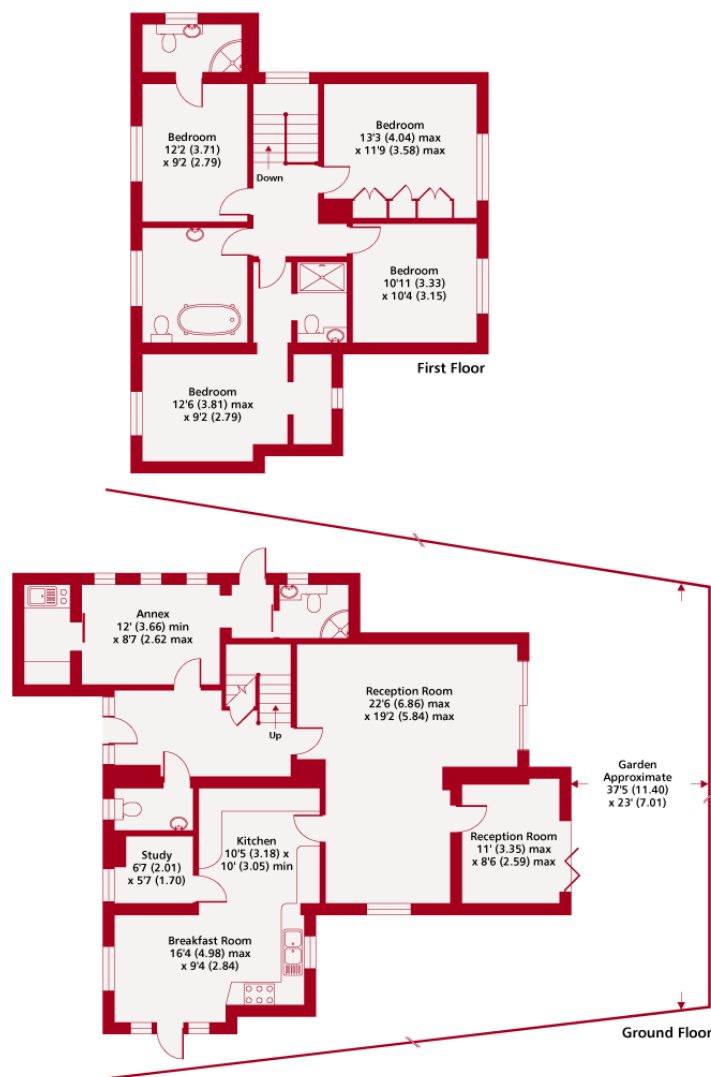 Bedroom
12'2 (3.71)
x 9'2 (2.79)
Bedroom
13'3 (4.04) max
x 11'9 (3.58) max
Down
Bedroom
10'11 (3.33)
x 10'4 (3.15)
First Floor
Bedroom
12'6 (3.81) max
x 9'2 (2.79)
Annex
12' (3.66) min
x 8'7 (2.62 max
Reception Room
22'6 (6.86) max
x 19'2 (5.84) max
Up
Garden
Approximate
37'5 (11.40)
x 23' (7.01)
Kitchen
10'5 (3.18) x
10' (3.05) min
Reception Room
11' (3.35) max
x 8'6 (2.59) max
Study
6'7 (2.01)
x 5'7 (1.70)
Breakfast Room
16'4 (4.98) max
x 9'4 (2.84)
Ground Floor